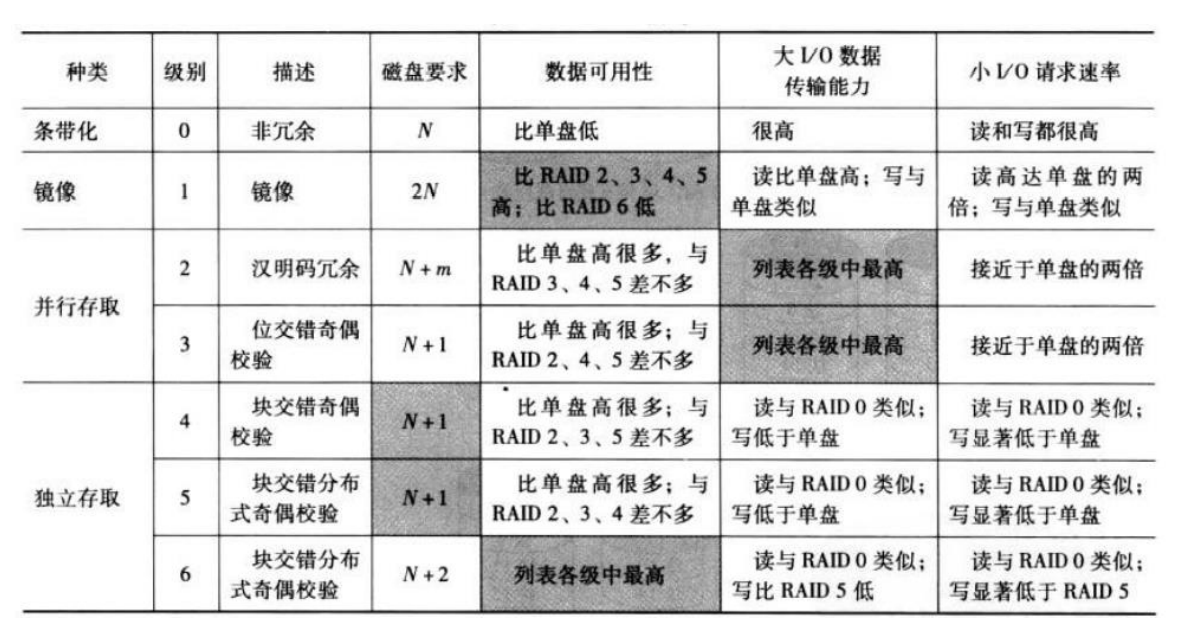 种类 级别 描述 磁盘要求 数据可用性 大 I/O 数据传输能力 小 I/O 请求速率
条带化 0 非冗余 N 比单盘低 很高 读和写都很高
镜像 1 镜像 2N 比 RAID 2、3、4、5 高；比 RAID 6 低 读比单盘高；写与单盘类似 读高达单盘的两倍；写与单盘类似
并行存取 2 汉明码冗余 N + m 比单盘高很多，与 RAID 3、4、5 差不多 列表各级中最高 接近于单盘的两倍
3 位交错奇偶校验 N + 1 比单盘高很多；与 RAID 2、4、5 差不多 列表各级中最高 接近于单盘的两倍
独立存取 4 块交错奇偶校验 N + 1 比单盘高很多；与 RAID 2、3、5 差不多 读与 RAID 0 类似；写低于单盘 读与 RAID 0 类似；写显著低于单盘
5 块交错分布式奇偶校验 N + 1 比单盘高很多；与 RAID 2、3、4 差不多 读与 RAID 0 类似；写低于单盘 读与 RAID 0 类似；写显著低于单盘
6 块交错分布式奇偶校验 N + 2 列表各级中最高 读与 RAID 0 类似；写比 RAID 5 低 读与 RAID 0 类似；写显著低于 RAID 5